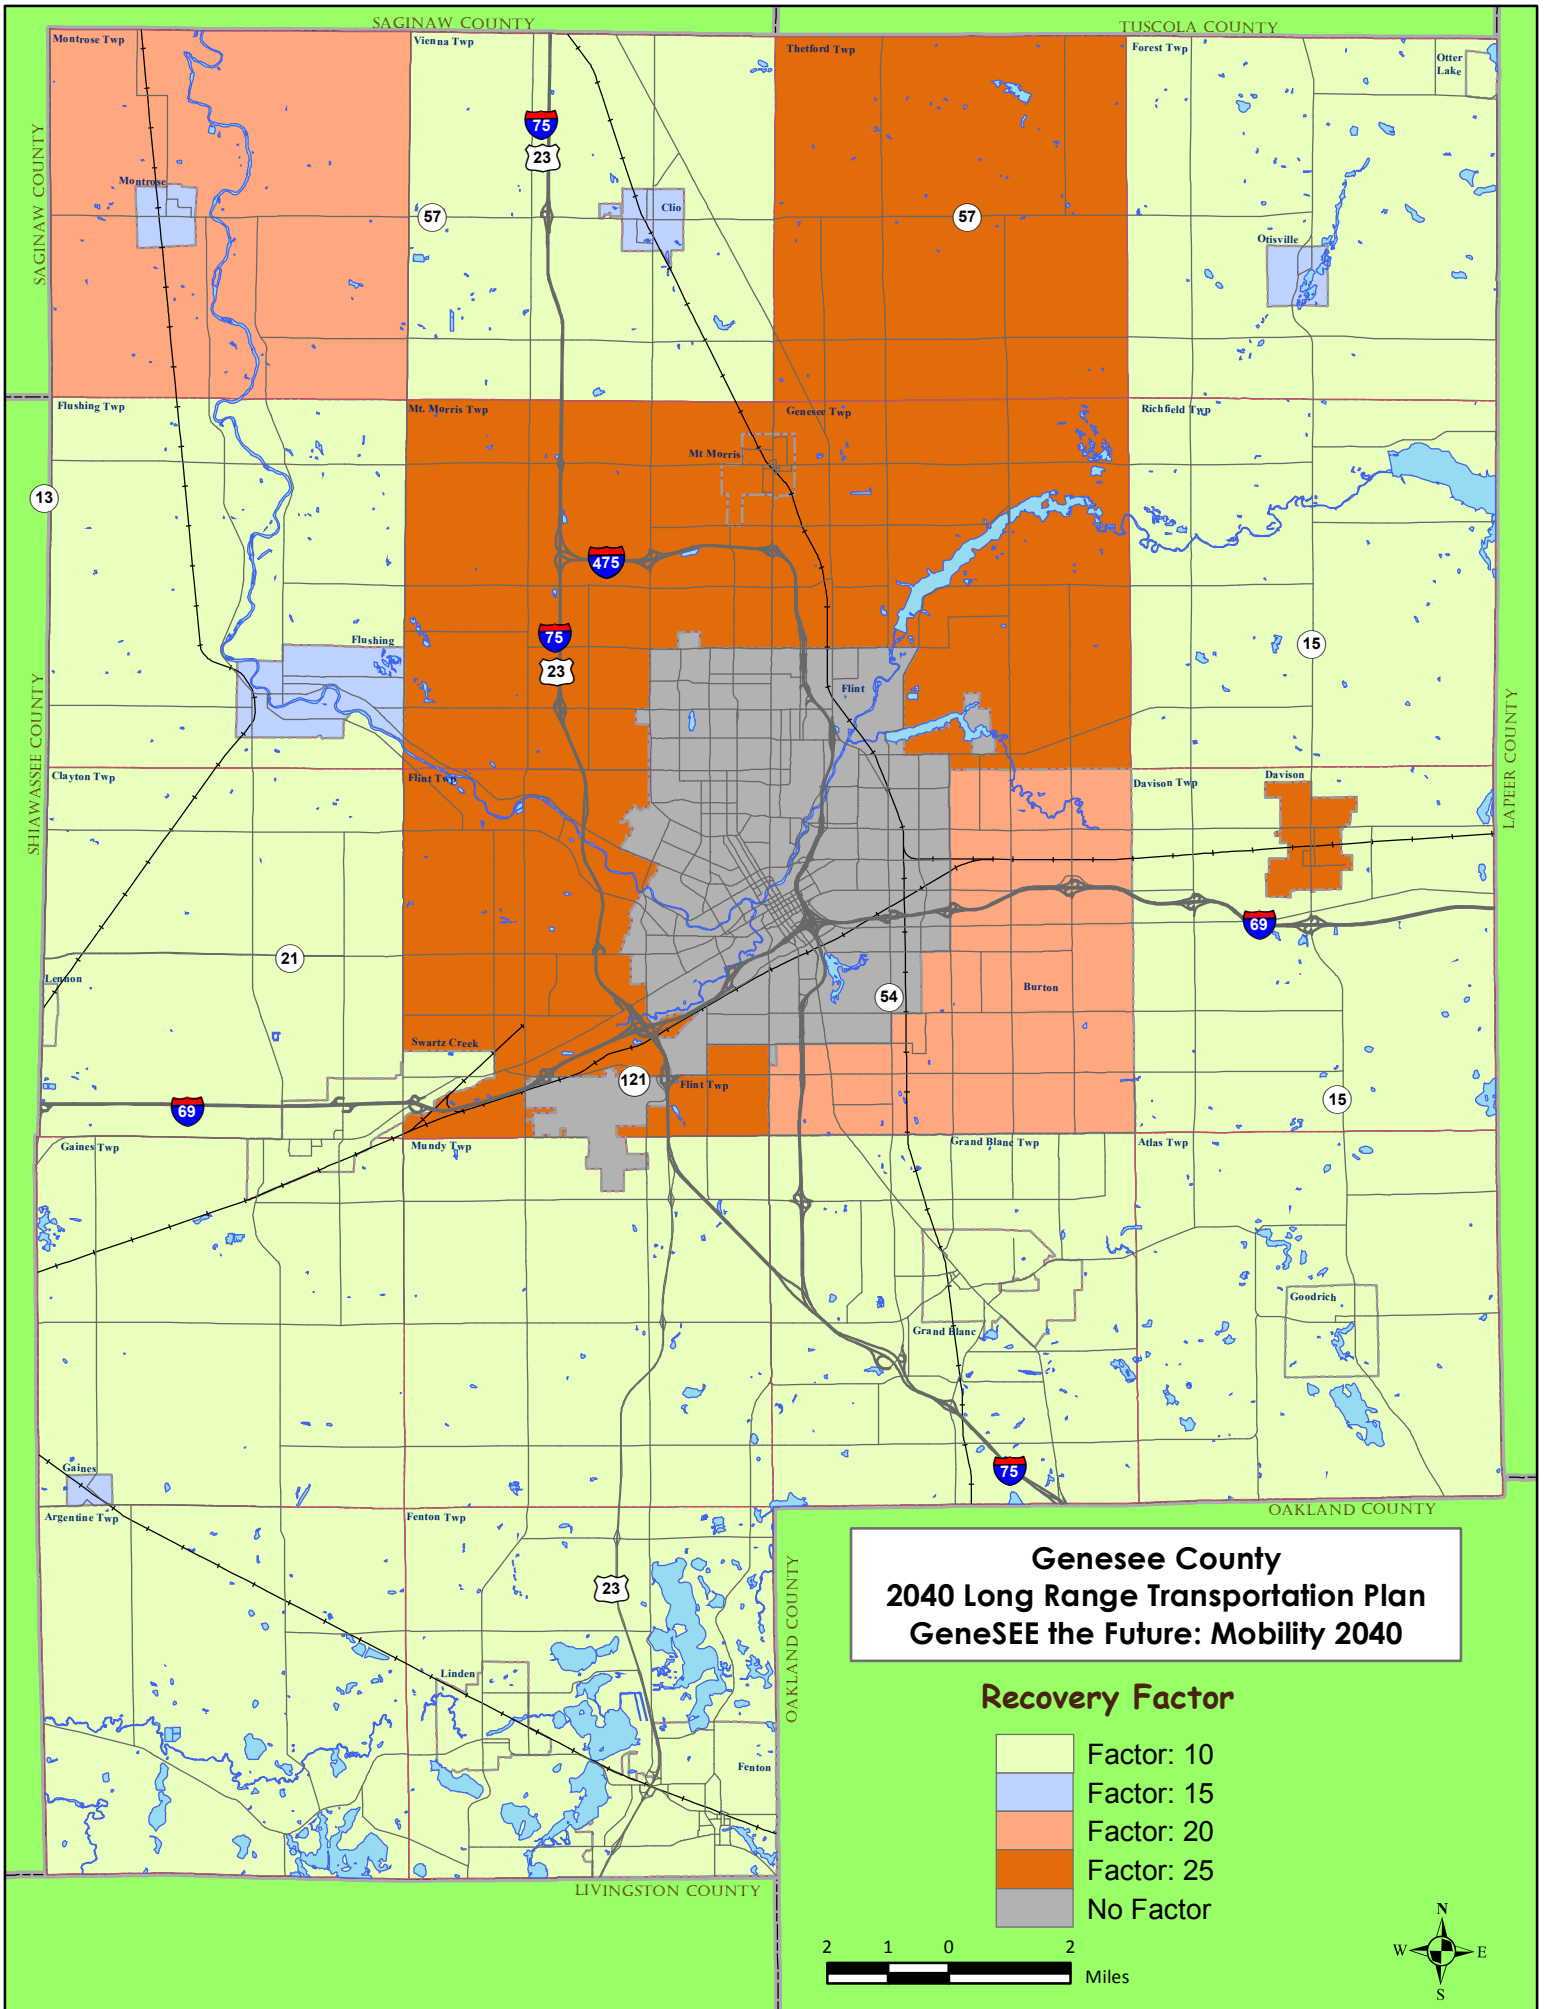 SAGINAW COUNTY
TUSCOLA COUNTY
Montrose Twp
Vienna Twp
Thetford Twp
Forest Twp
Otter
Lake
75
23
SAGINAW COUNTY
Montrose
57
Clio
57
Otisville
Flushing Twp
Mt. Morris Twp
Genesee Twp
Richfield Twp
Mt Morris
13
475
75
23
Flushing
15
Flint
SHIAWASSEE COUNTY
LAPEER COUNTY
Clayton Twp
Flint Twp
Davison Twp
Davison
69
21
Lennon
54
Burton
Swartz Creek
121
Flint Twp
69
15
Gaines Twp
Mundy Twp
Grand Blanc Twp
Atlas Twp
Goodrich
Grand Blanc
Gaines
75
Argentine Twp
Fenton Twp
OAKLAND COUNTY
23
OAKLAND COUNTY
Linden
Fenton
LIVINGSTON COUNTY
Genesee County
2040 Long Range Transportation Plan
GeneSEE the Future: Mobility 2040
Recovery Factor
Factor: 10
Factor: 15
Factor: 20
Factor: 25
No Factor
2 1 0 2
Miles
N
W E
S